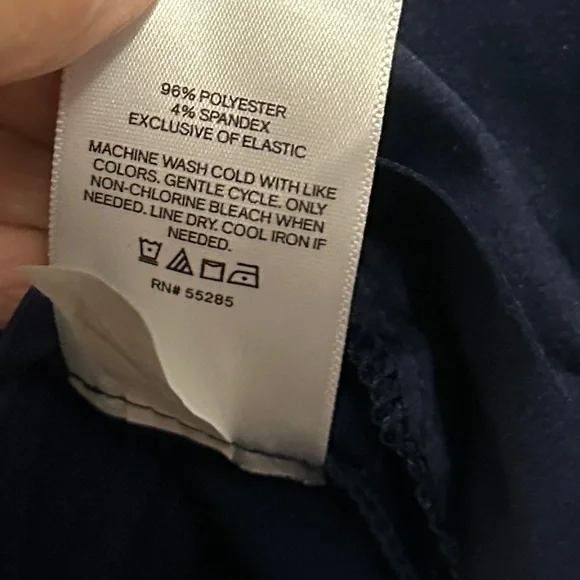 96% POLYESTER
4% SPANDEX
EXCLUSIVE OF ELASTIC
MACHINE WASH COLD WITH LIKE
COLORS. GENTLE CYCLE. ONLY
NON-CHLORINE BLEACH WHEN
NEEDED. LINE DRY. COOL IRON IF
NEEDED.
RN# 55285